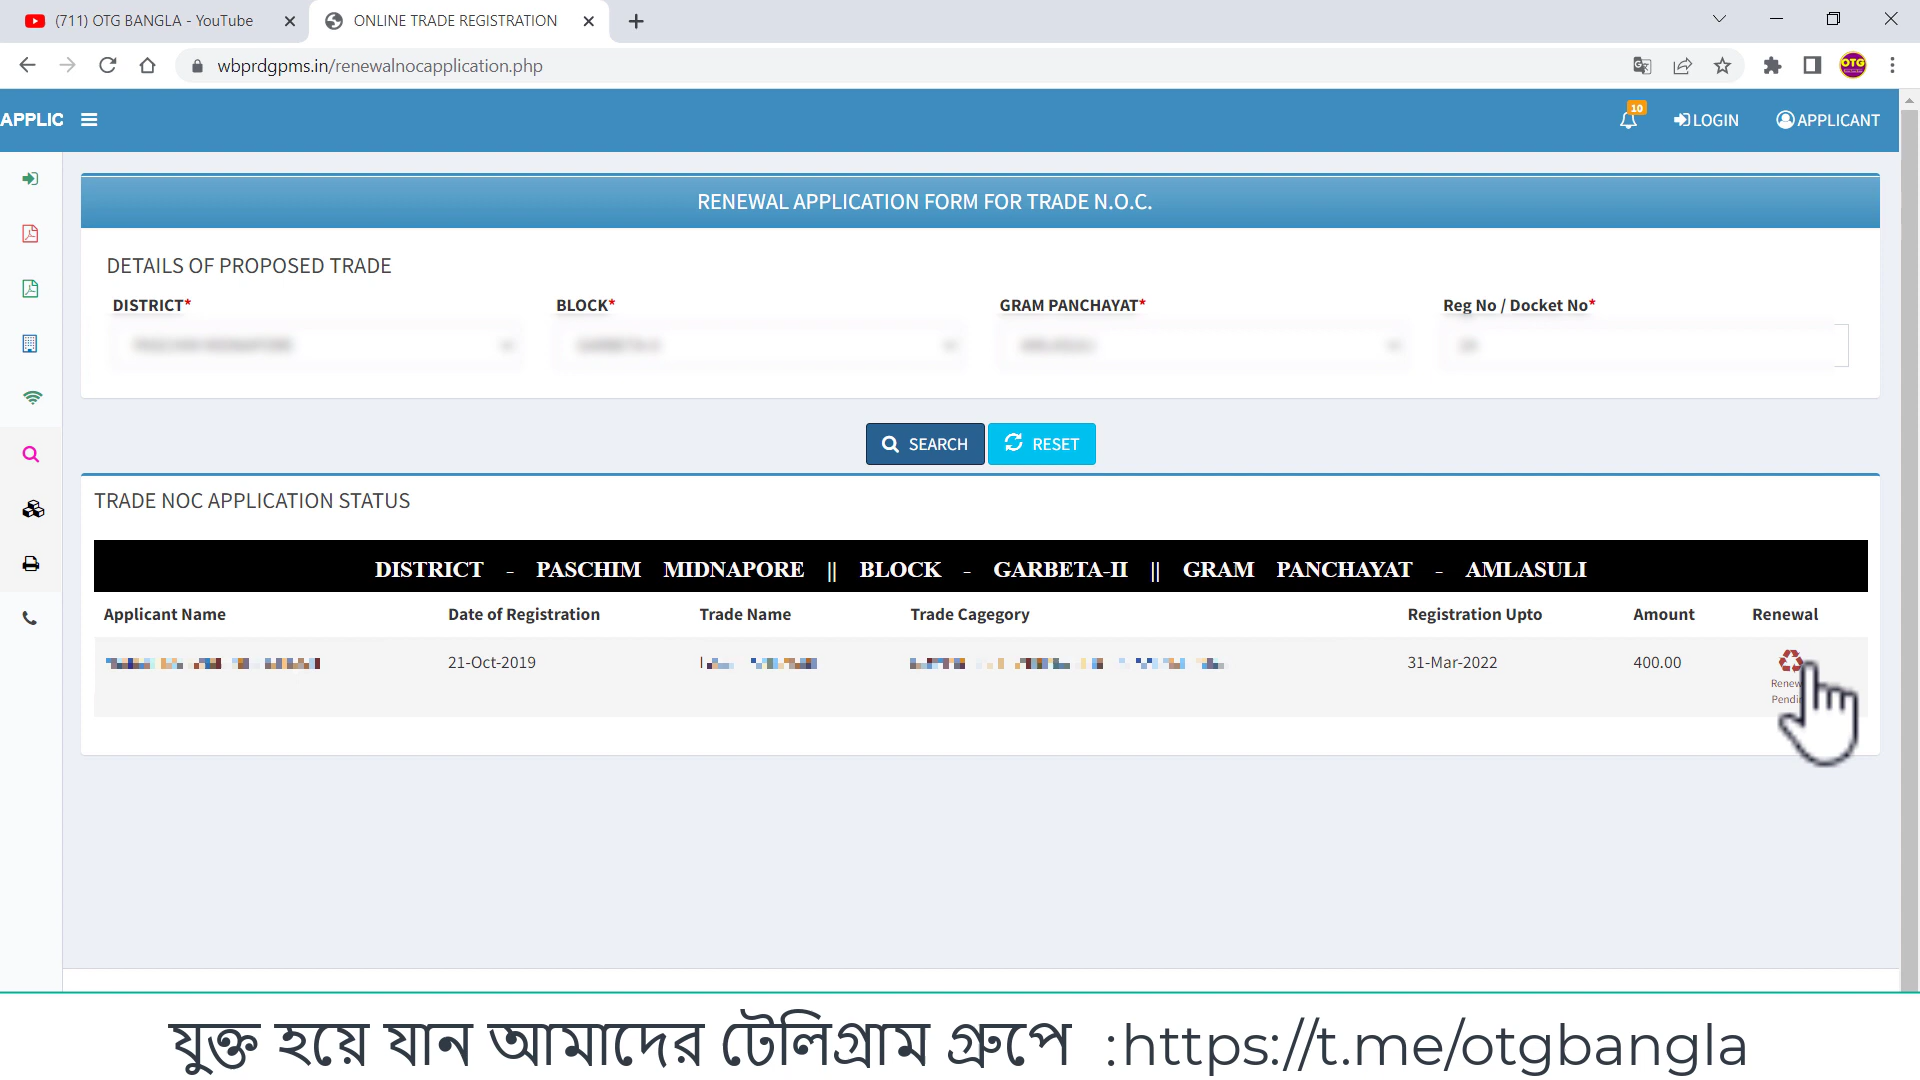 (711) OTG BANGLA - YouTube
ONLINE TRADE REGISTRATION
wbprdgpms.in/renewalnocapplication.php
OTG
APPLIC
10
LOGIN
APPLICANT
RENEWAL APPLICATION FORM FOR TRADE N.O.C.
DETAILS OF PROPOSED TRADE
DISTRICT*
BLOCK*
GRAM PANCHAYAT*
Reg No / Docket No*
SEARCH
RESET
TRADE NOC APPLICATION STATUS
DISTRICT - PASCHIM MIDNAPORE || BLOCK - GARBETA-II || GRAM PANCHAYAT - AMLASULI
Applicant Name Date of Registration Trade Name Trade Cagegory Registration Upto Amount Renewal
21-Oct-2019 31-Mar-2022 400.00
যুক্ত হয়ে যান আমাদের টেলিগ্রাম গ্রুপে :https://t.me/otgbangla